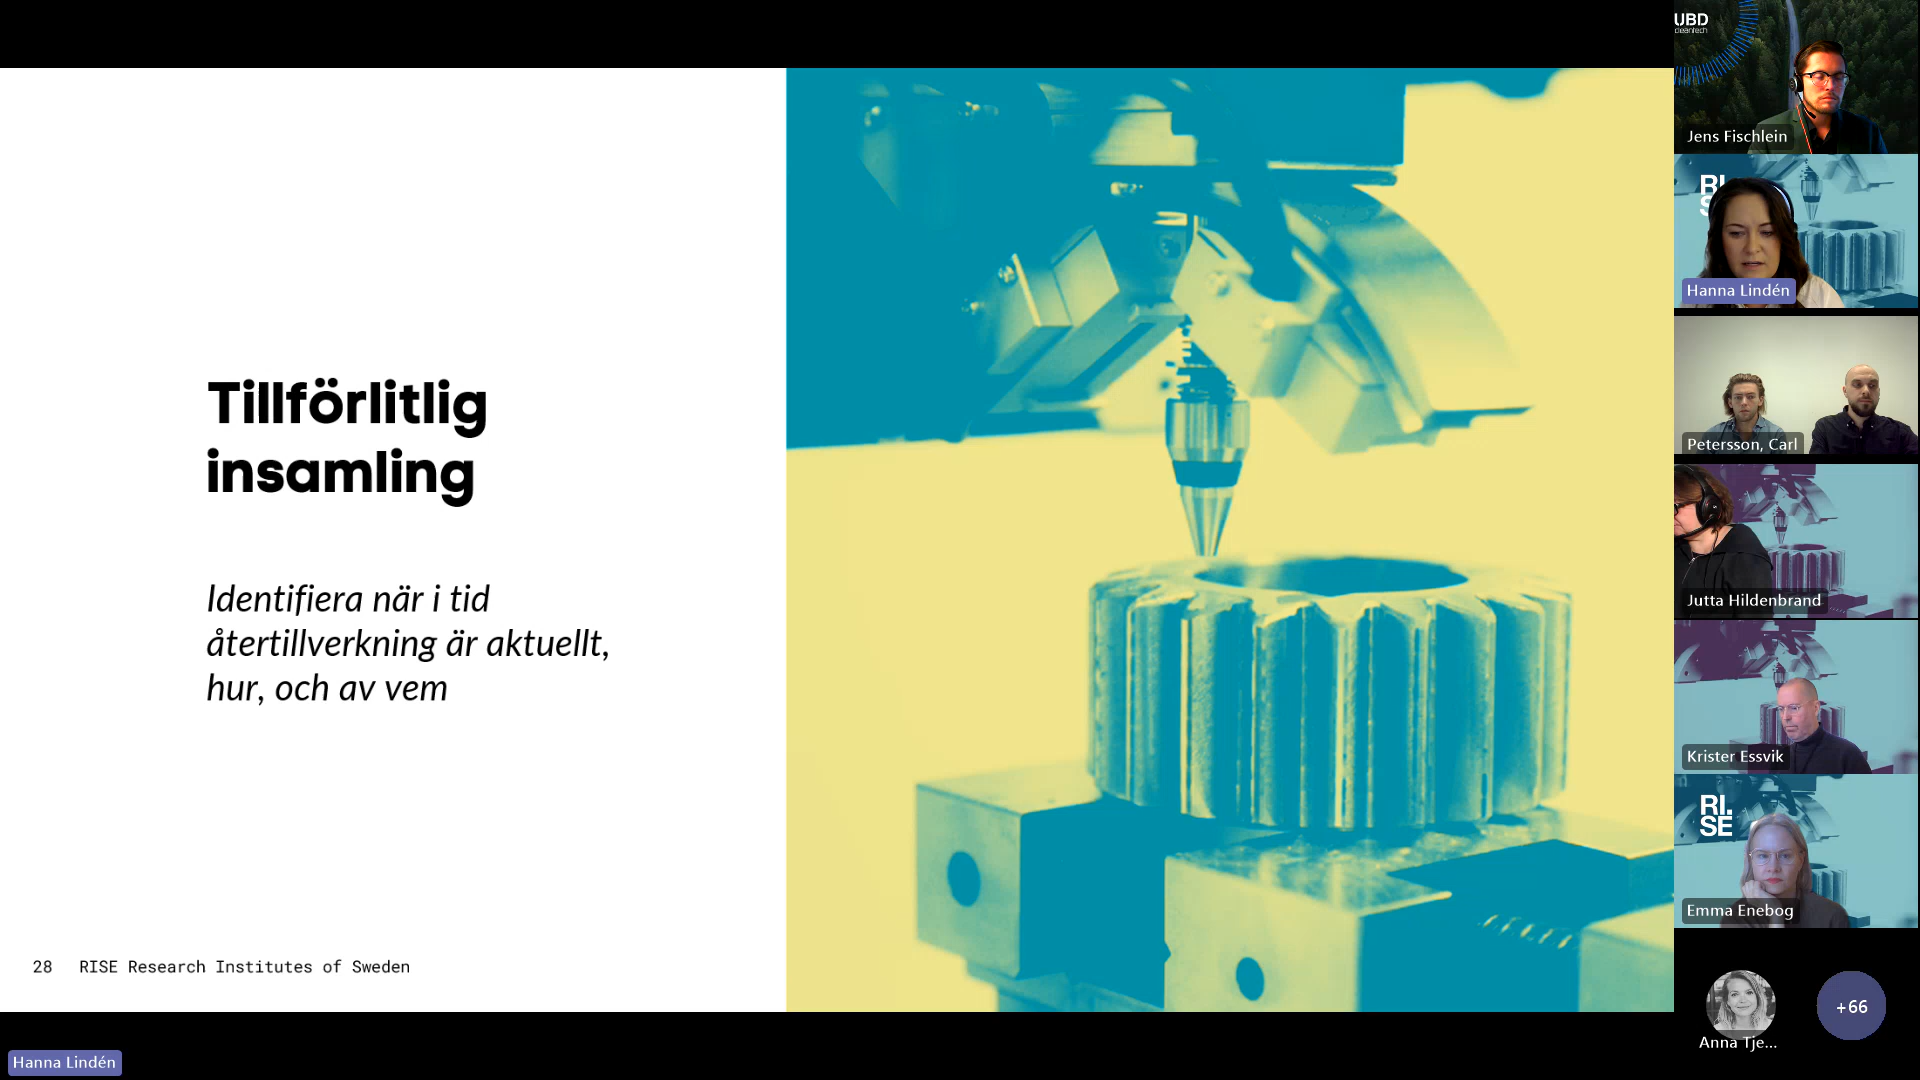 Tillförlitlig
insamling
Identifiera när i tid
återtillverkning är aktuellt,
hur, och av vem
28 RISE Research Institutes of Sweden
Hanna Lindén
UBD
cleantech
Jens Fischlein
RI.
S
Hanna Lindén
Petersson, Carl
Jutta Hildenbrand
Krister Essvik
RI.
SE
Emma Enebog
Anna Tje...
+66